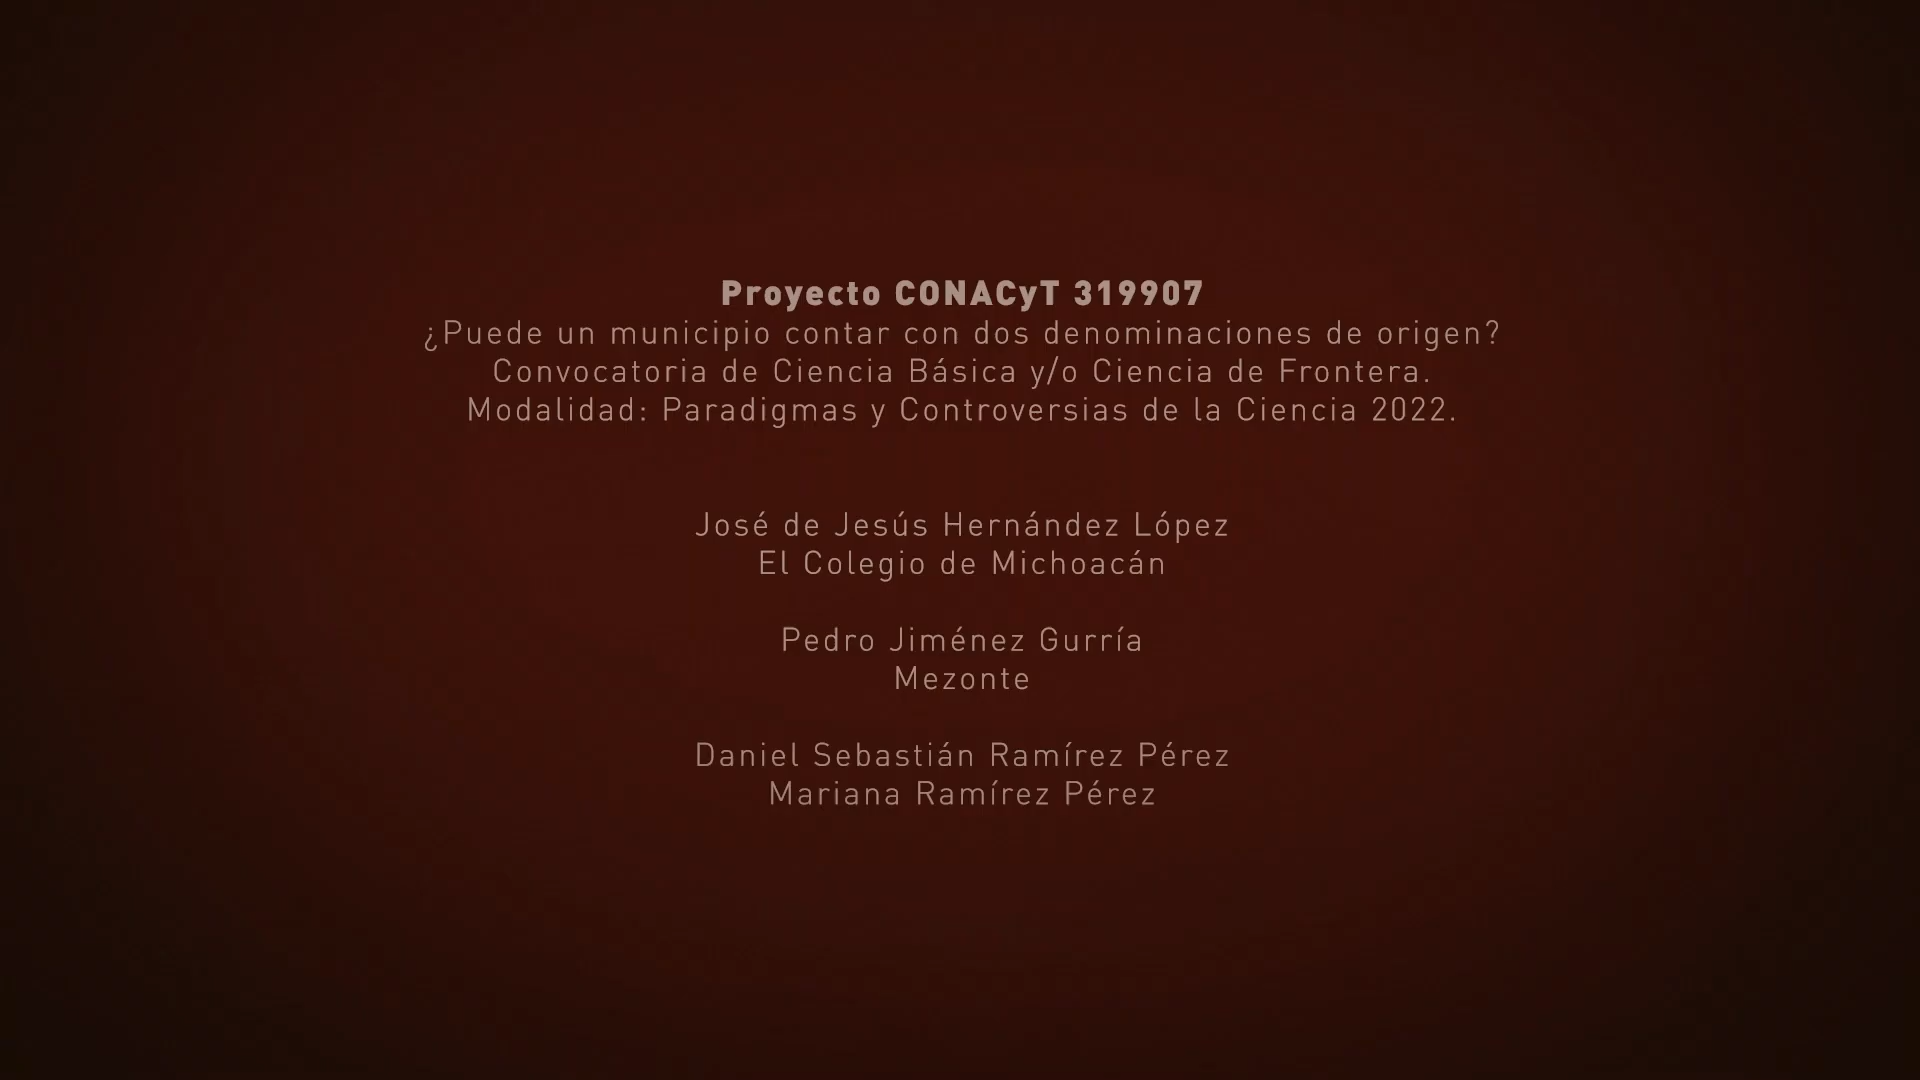 Proyecto CONACyT 319907
¿Puede un municipio contar con dos denominaciones de origen?
Convocatoria de Ciencia Básica y/o Ciencia de Frontera.
Modalidad: Paradigmas y Controversias de la Ciencia 2022.
José de Jesús Hernández López
El Colegio de Michoacán
Pedro Jiménez Gurría
Mezonte
Daniel Sebastián Ramírez Pérez
Mariana Ramírez Pérez